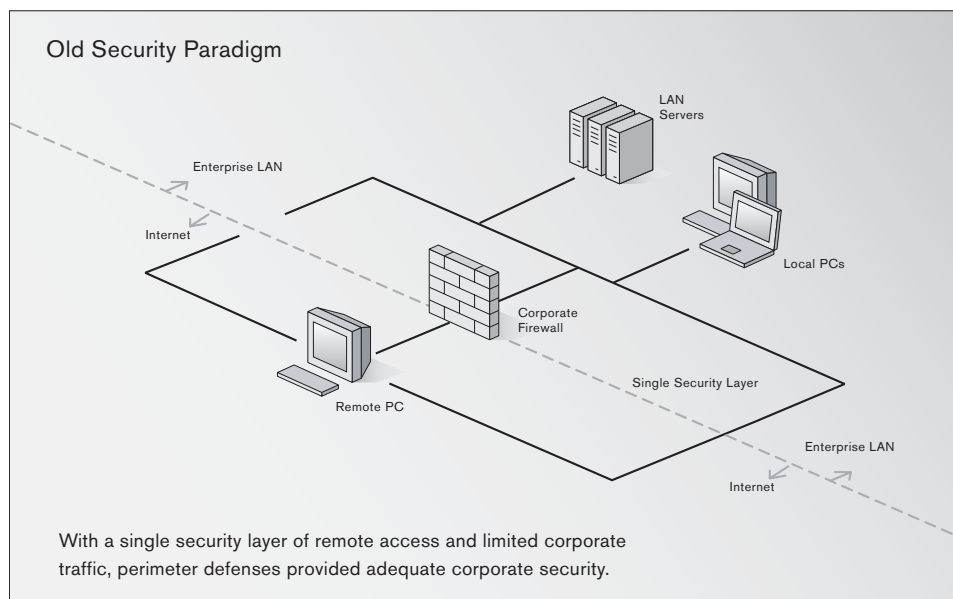 Old Security Paradigm
LAN
Servers
Enterprise LAN
Internet
Local PCs
Corporate
Firewall
Single Security Layer
Remote PC
Enterprise LAN
Internet
With a single security layer of remote access and limited corporate
traffic, perimeter defenses provided adequate corporate security.